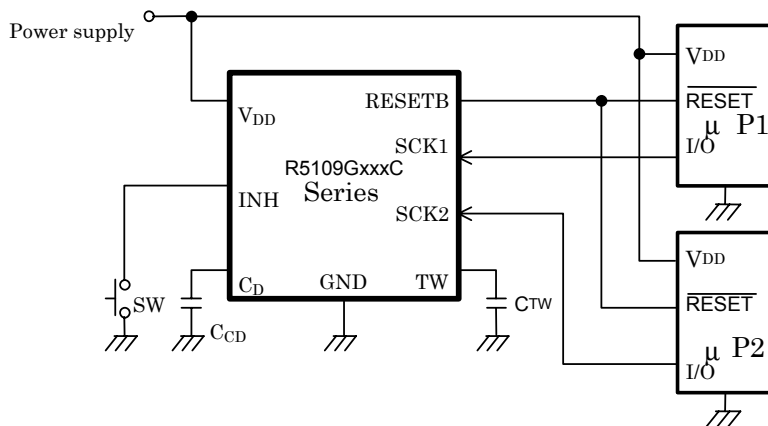 Power supply
VDD
RESETB
SCK1
R5109GxxxC
Series
INH
SCK2
CD
GND
TW
SW
CCD
CTW
VDD
RESET
μ P1
I/O
VDD
RESET
μ P2
I/O